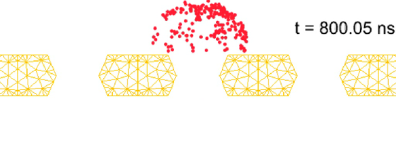 t = 800.05 ns